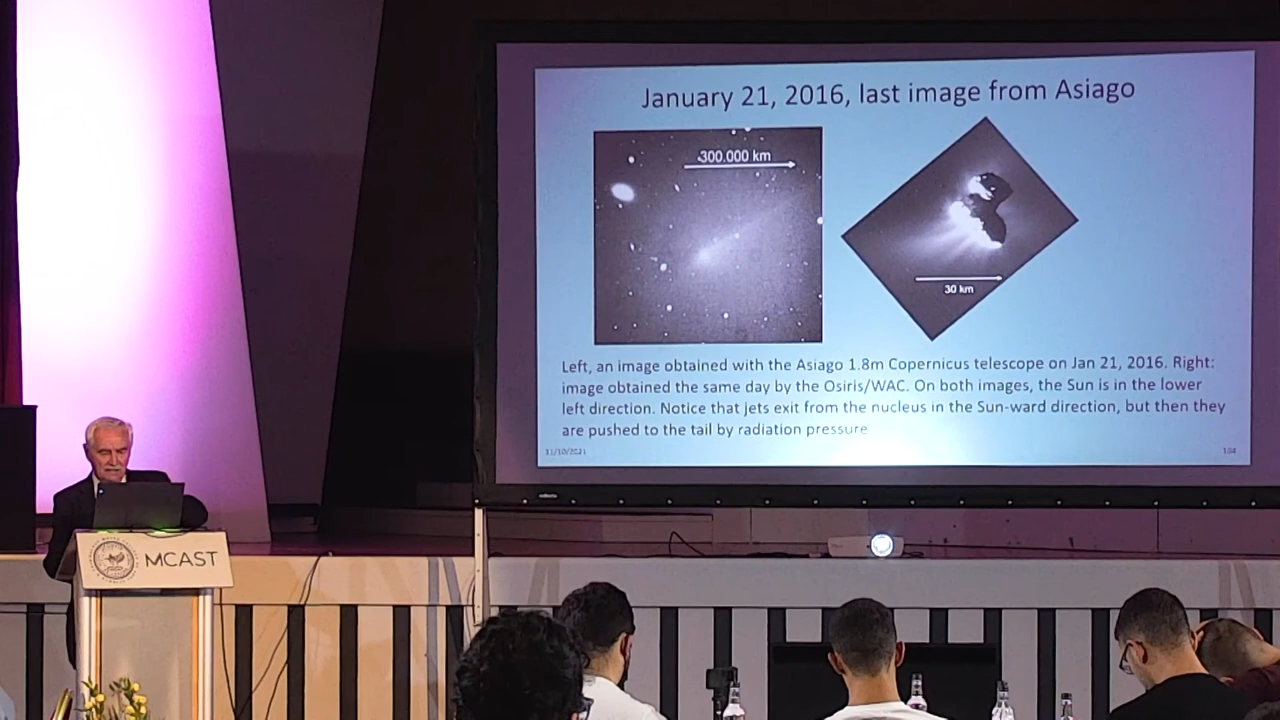 January 21, 2016, last image from Asiago
300.000 km
30 km
Left, an image obtained with the Asiago 1.8m Copernicus telescope on Jan 21, 2016. Right:
image obtained the same day by the Osiris/WAC. On both images, the Sun is in the lower
left direction. Notice that jets exit from the nucleus in the Sun-ward direction, but then they
are pushed to the tail by radiation pressure
11/10/2021
MCAST